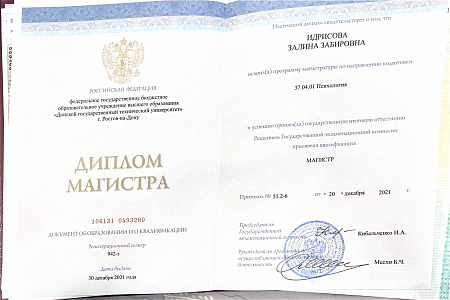 РОССИЙСКАЯ ФЕДЕРАЦИЯ
федеральное государственное бюджетное
образовательное учреждение высшего образования
«Донской государственный технический университет»
г. Ростов-на-Дону
ДИПЛОМ
МАГИСТРА
106131 0493280
ДОКУМЕНТ ОБ ОБРАЗОВАНИИ И О КВАЛИФИКАЦИИ
Регистрационный номер
942-з
Дата выдачи
30 декабря 2021 года
Настоящий диплом свидетельствует о том, что
ИДРИСОВА
ЗАЛИНА ЗАБИРОВНА
освоил(а) программу магистратуры по направлению подготовки
37.04.01 Психология
и успешно прошел(ла) государственную итоговую аттестацию
Решением Государственной экзаменационной комиссии
присвоена квалификация
МАГИСТР
Протокол № 51.2-6 от « 20 » декабря 2021 г.
Председатель
Государственной
экзаменационной комиссии
Кибальченко И.А.
Руководитель организации,
осуществляющей образовательную
деятельность
Месхи Б.Ч.
М.П.